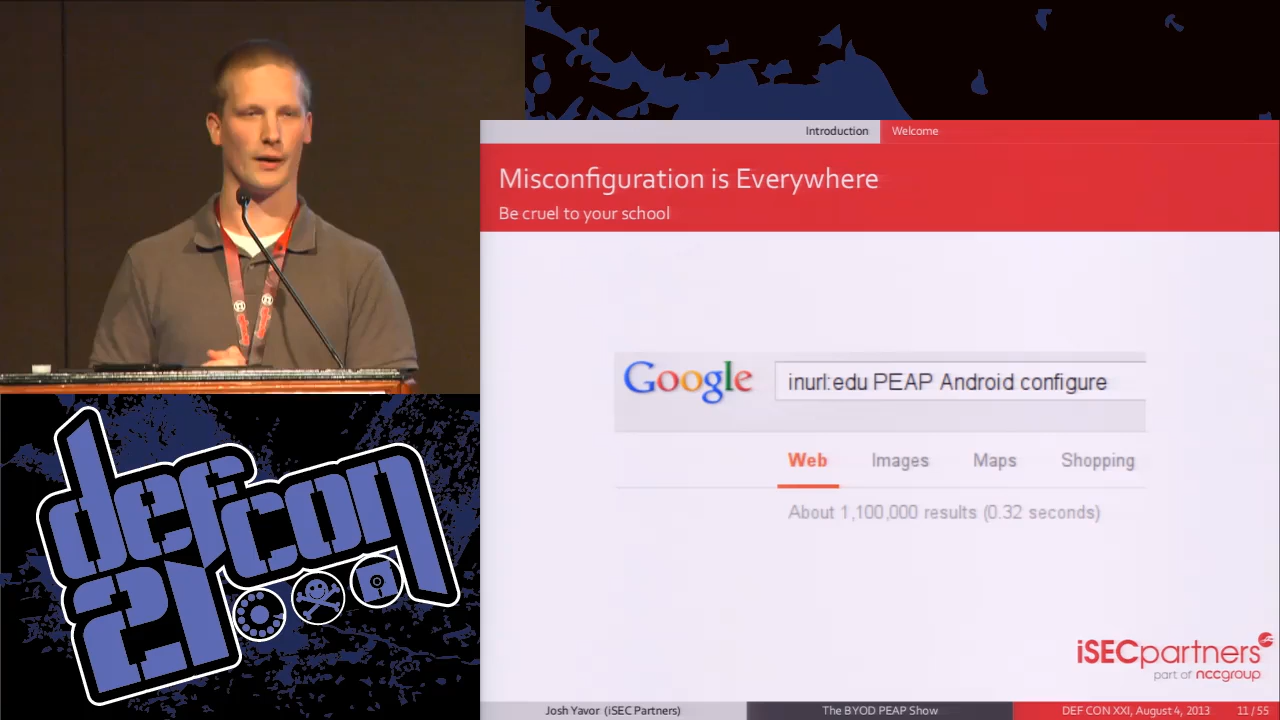 Introduction
Welcome
Misconfiguration is Everywhere
Be cruel to your school
Google
inurl:edu PEAP Android configure
Web Images Maps Shopping
About 1,100,000 results (0.32 seconds)
iSECpartners
part of nccgroup
Josh Yavor (iSEC Partners)
The BYOD PEAP Show
DEF CON XXI, August 4, 2013
11 / 55
defcon
21